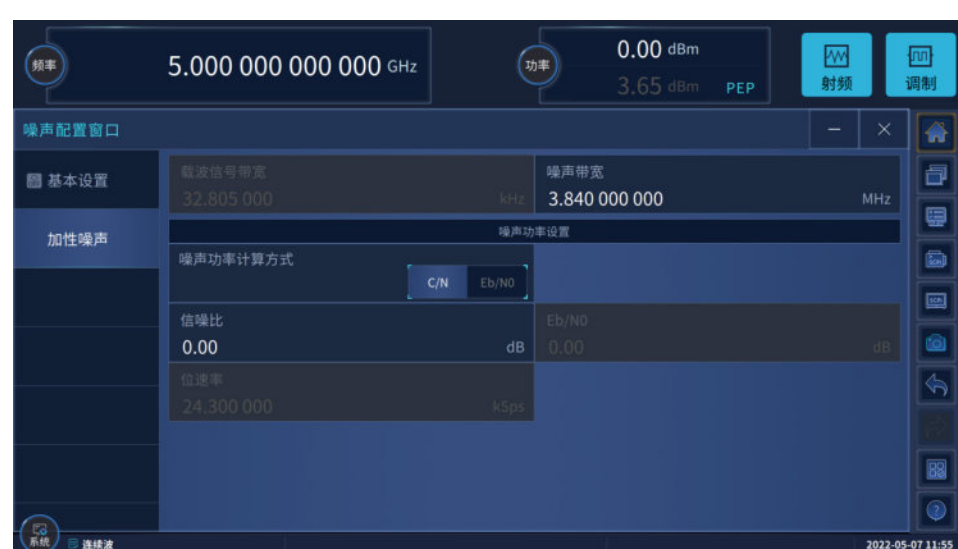 频率
5.000 000 000 000 GHz
功率
0.00 dBm
3.65 dBm PEP
射频
调制
噪声配置窗口
基本设置
加性噪声
载波信号带宽
32.805 000 kHz
噪声带宽
3.840 000 000 MHz
噪声功率设置
噪声功率计算方式
C/N Eb/N0
信噪比
0.00 dB
Eb/N0
0.00 dB
位速率
24.300 000 kSps
系统
连续波
2022-05-07 11:55